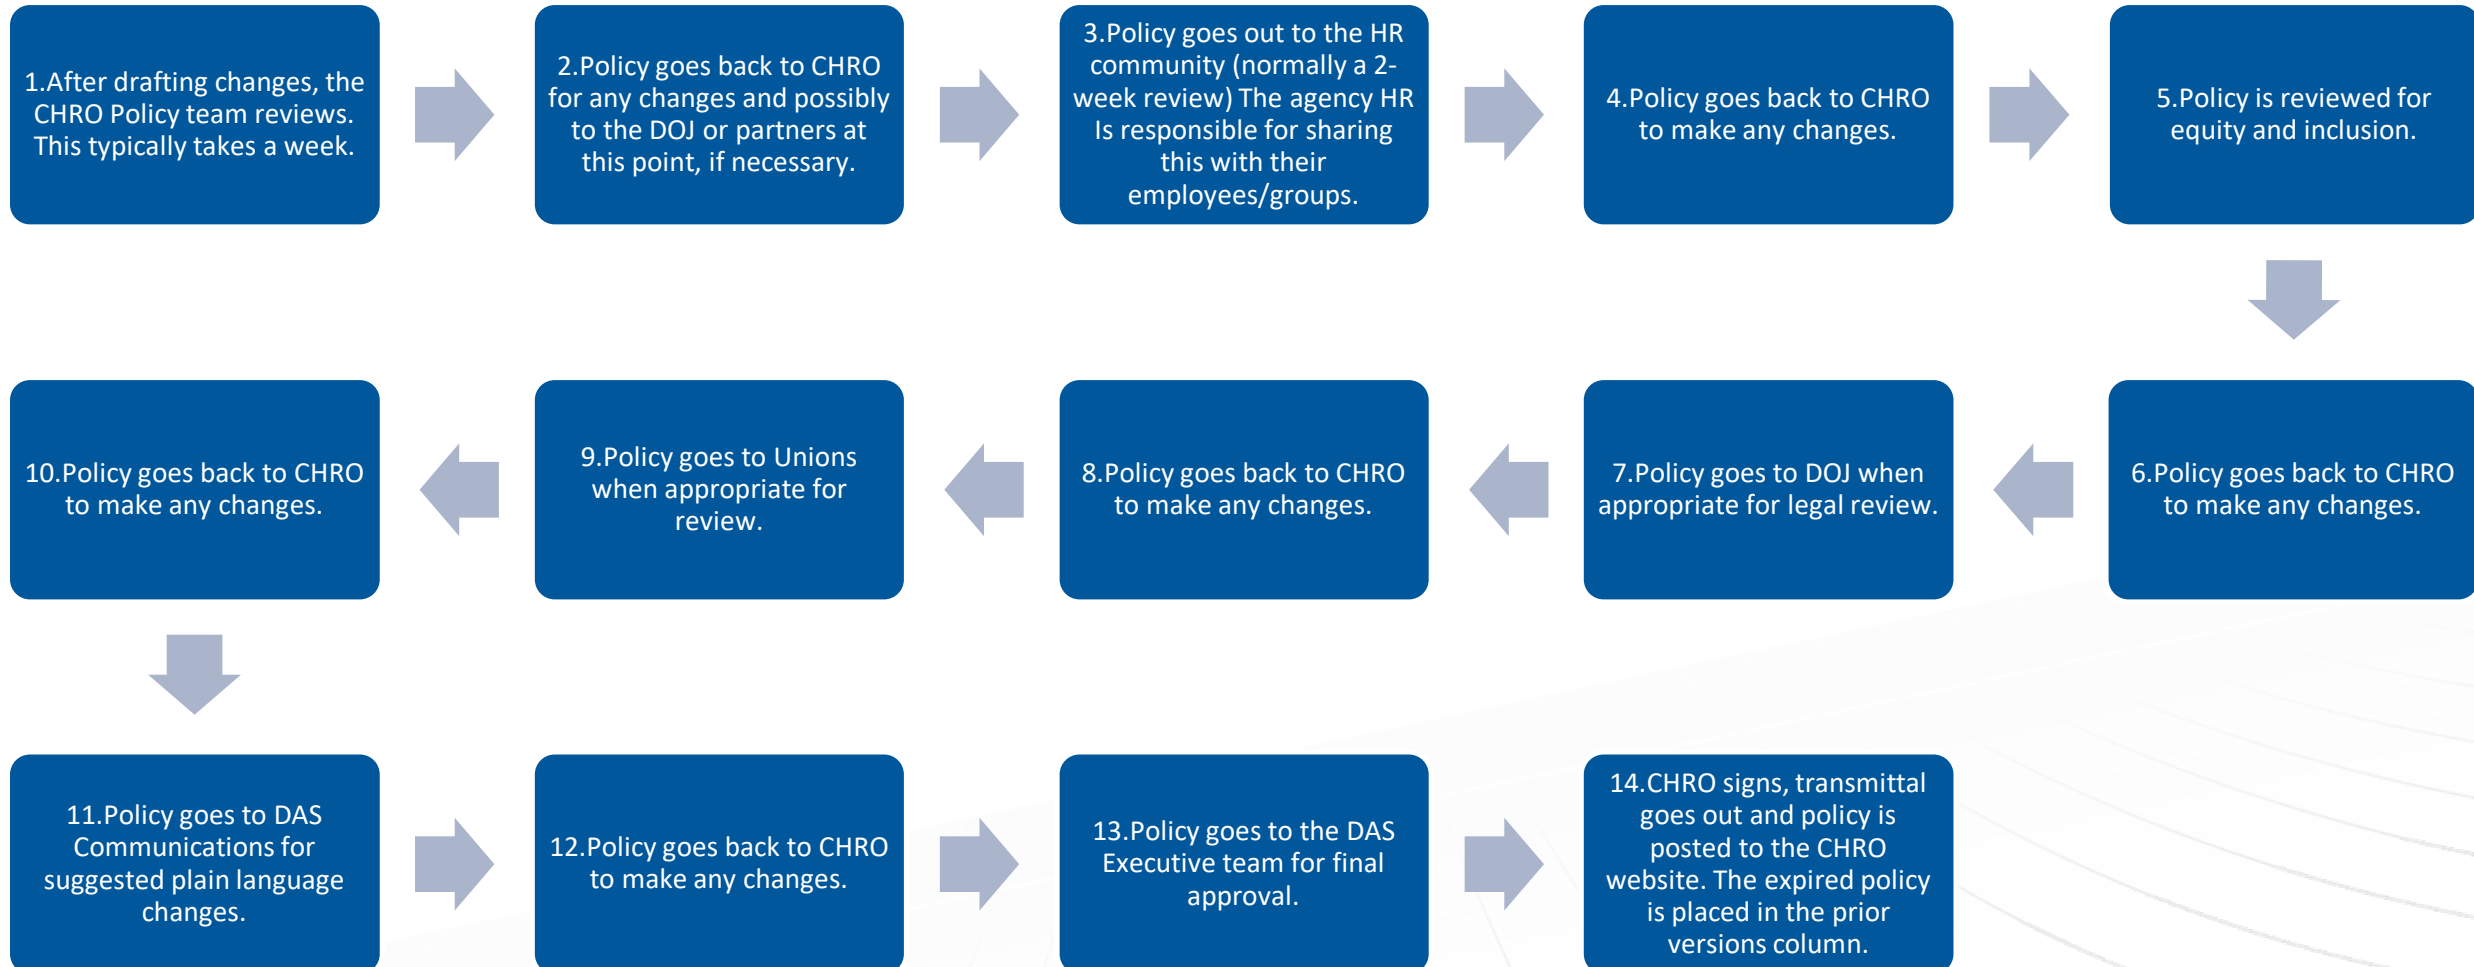 1.After drafting changes, the
CHRO Policy team reviews.
This typically takes a week.
2.Policy goes back to CHRO
for any changes and possibly
to the DOJ or partners at
this point, if necessary.
3.Policy goes out to the HR
community (normally a 2-
week review) The agency HR
Is responsible for sharing
this with their
employees/groups.
4.Policy goes back to CHRO
to make any changes.
5.Policy is reviewed for
equity and inclusion.
6.Policy goes back to CHRO
to make any changes.
7.Policy goes to DOJ when
appropriate for legal review.
8.Policy goes back to CHRO
to make any changes.
9.Policy goes to Unions
when appropriate for
review.
10.Policy goes back to CHRO
to make any changes.
11.Policy goes to DAS
Communications for
suggested plain language
changes.
12.Policy goes back to CHRO
to make any changes.
13.Policy goes to the DAS
Executive team for final
approval.
14.CHRO signs, transmittal
goes out and policy is
posted to the CHRO
website. The expired policy
is placed in the prior
versions column.